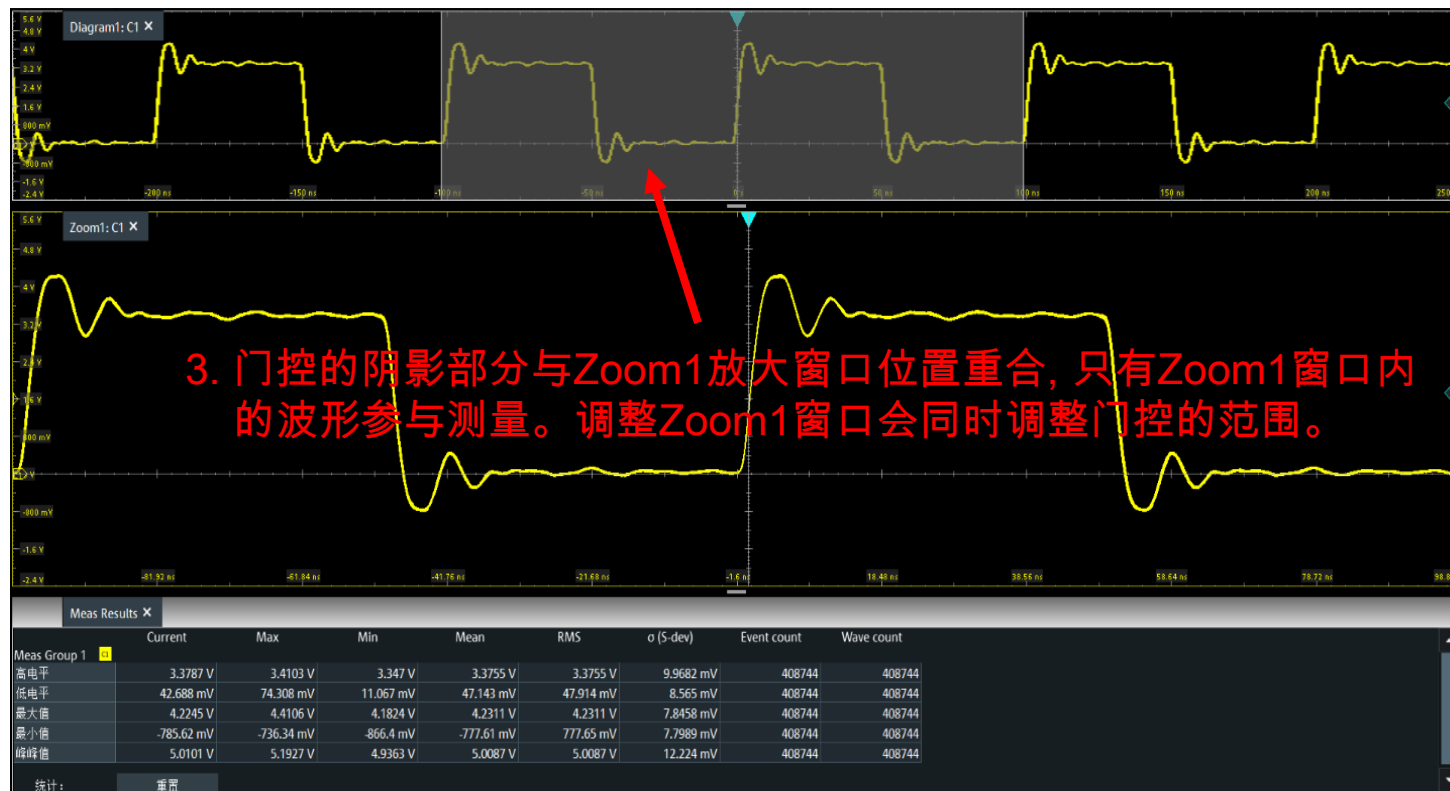 Diagram1: C1 ×
5.6 V
4.8 V
4 V
3.2 V
2.4 V
1.6 V
800 mV
-800 mV
-1.6 V
-2.4 V
-200 ns
-150 ns
-100 ns
-50 ns
0 s
50 ns
100 ns
150 ns
200 ns
250
Zoom1: C1 ×
5.6 V
4.8 V
4 V
3.2 V
1.6 V
800 mV
-800 mV
-1.6 V
-2.4 V
3. 门控的阴影部分与Zoom1放大窗口位置重合, 只有Zoom1窗口内
的波形参与测量。调整Zoom1窗口会同时调整门控的范围。
-81.92 ns
-61.84 ns
-41.76 ns
-21.68 ns
-1.6 ns
18.48 ns
38.56 ns
58.64 ns
78.72 ns
98.8
Meas Results ×
Current Max Min Mean RMS σ (S-dev) Event count Wave count
Meas Group 1 C1
高电平 3.3787 V 3.4103 V 3.347 V 3.3755 V 3.3755 V 9.9682 mV 408744 408744
低电平 42.688 mV 74.308 mV 11.067 mV 47.143 mV 47.914 mV 8.565 mV 408744 408744
最大值 4.2245 V 4.4106 V 4.1824 V 4.2311 V 4.2311 V 7.8458 mV 408744 408744
最小值 -785.62 mV -736.34 mV -866.4 mV -777.61 mV 777.65 mV 7.7989 mV 408744 408744
峰峰值 5.0101 V 5.1927 V 4.9363 V 5.0087 V 5.0087 V 12.224 mV 408744 408744
统计: 重置